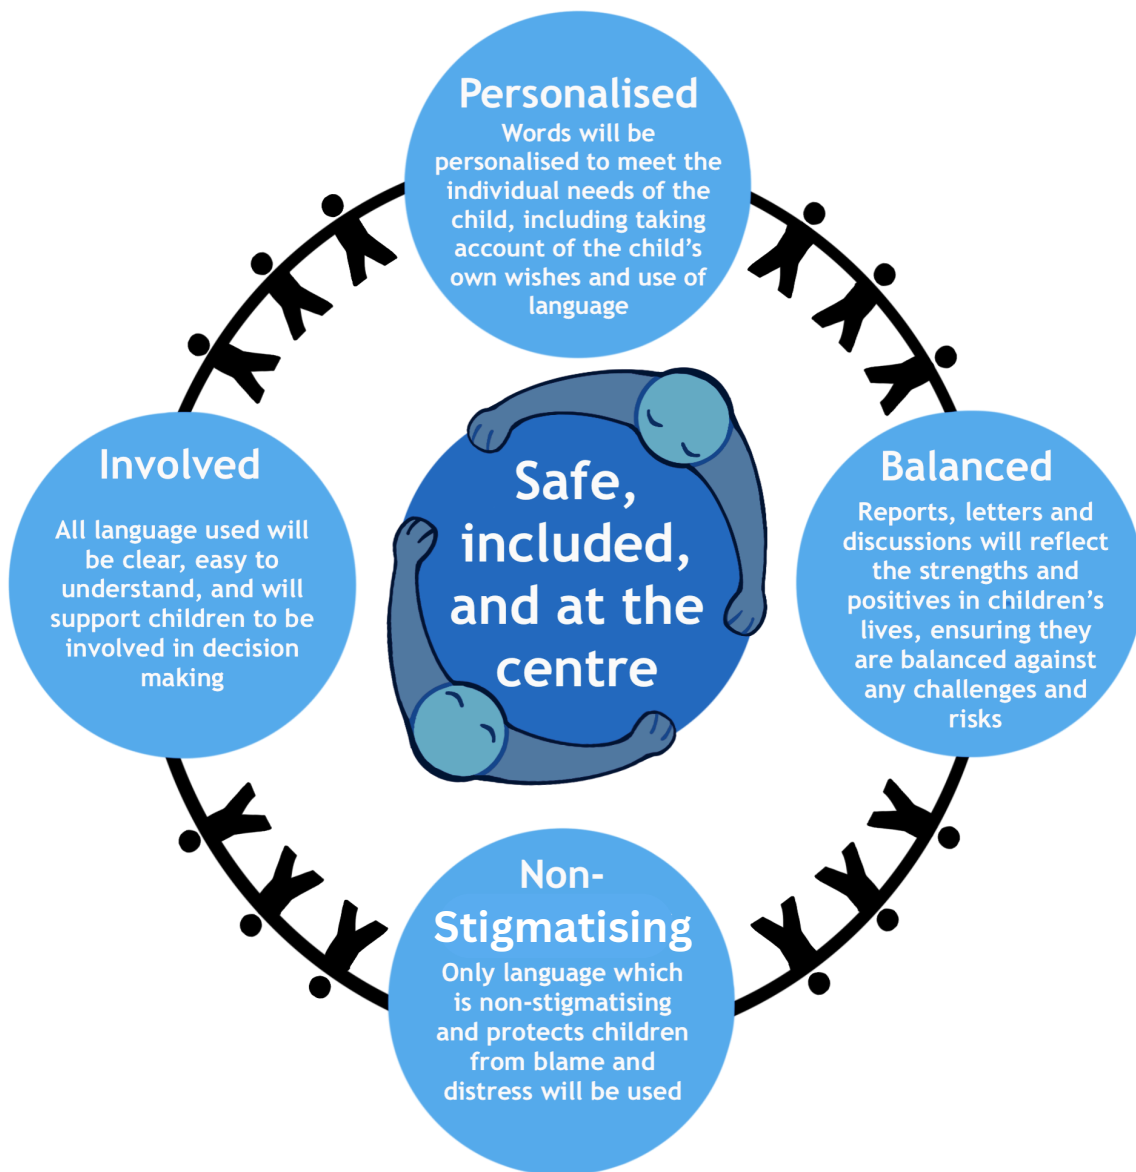 Personalised
Words will be
personalised to meet the
individual needs of the
child, including taking
account of the child’s
own wishes and use of
language
Involved
All language used will
be clear, easy to
understand, and will
support children to be
involved in decision
making
Safe,
included,
and at the
centre
Balanced
Reports, letters and
discussions will reflect
the strengths and
positives in children’s
lives, ensuring they
are balanced against
any challenges and
risks
Non-
Stigmatising
Only language which
is non-stigmatising
and protects children
from blame and
distress will be used